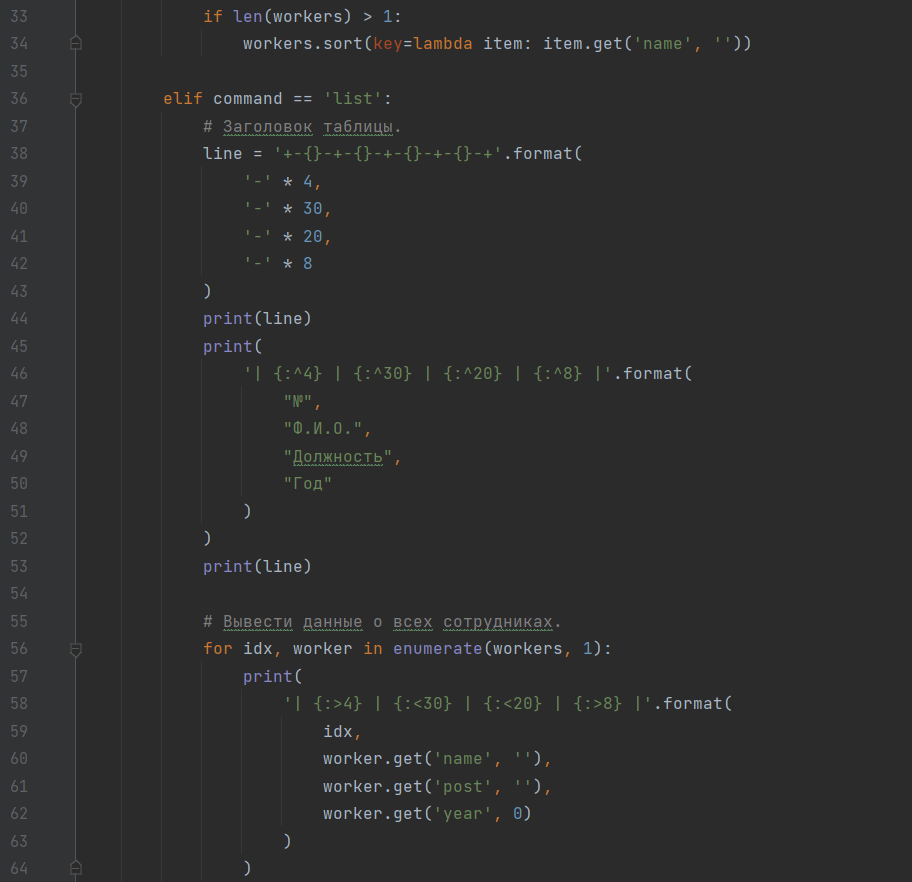 33 if len(workers) > 1:
34 workers.sort(key=lambda item: item.get('name', ''))
35
36 elif command == 'list':
37 # Заголовок таблицы.
38 line = '+-{}-+-{}-+-{}-+-{}-+'.format(
39 '-' * 4,
40 '-' * 30,
41 '-' * 20,
42 '-' * 8
43 )
44 print(line)
45 print(
46 '| {:^4} | {:^30} | {:^20} | {:^8} |'.format(
47 "№",
48 "Ф.И.О.",
49 "Должность",
50 "Год"
51 )
52 )
53 print(line)
54
55 # Вывести данные о всех сотрудниках.
56 for idx, worker in enumerate(workers, 1):
57 print(
58 '| {:>4} | {:<30} | {:<20} | {:>8} |'.format(
59 idx,
60 worker.get('name', ''),
61 worker.get('post', ''),
62 worker.get('year', 0)
63 )
64 )